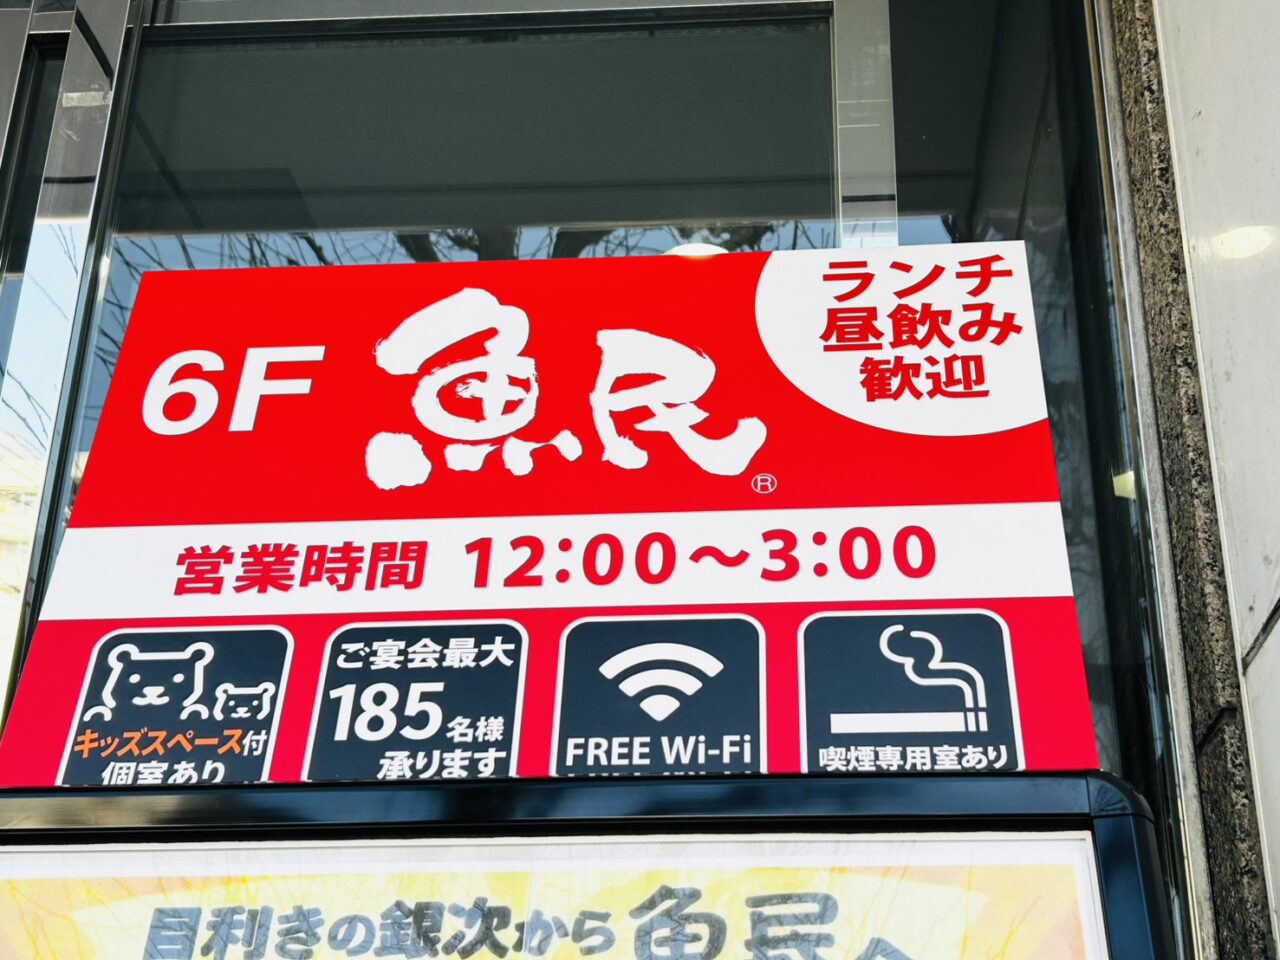 ランチ
昼飲み
歓迎
6F 魚民®
営業時間 12:00～3:00
キッズスペース付
個室あり
ご宴会最大
185名様
承ります
FREE Wi-Fi
喫煙専用室あり
目利きの銀次から魚民へ